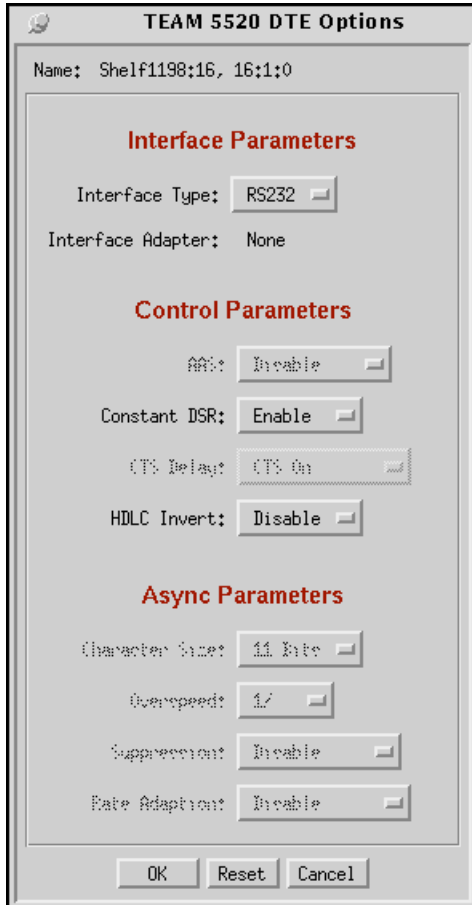 TEAM 5520 DTE Options
Name: Shelf1198:16, 16:1:0
Interface Parameters
Interface Type: RS232
Interface Adapter: None
Control Parameters
AAS: Disable
Constant DSR: Enable
CTS Delay: CTS On
HDLC Invert: Disable
Async Parameters
Character Size: 11 Bits
Overspeed:
Suppression: Disable
Rate Adaption: Disable
OK Reset Cancel